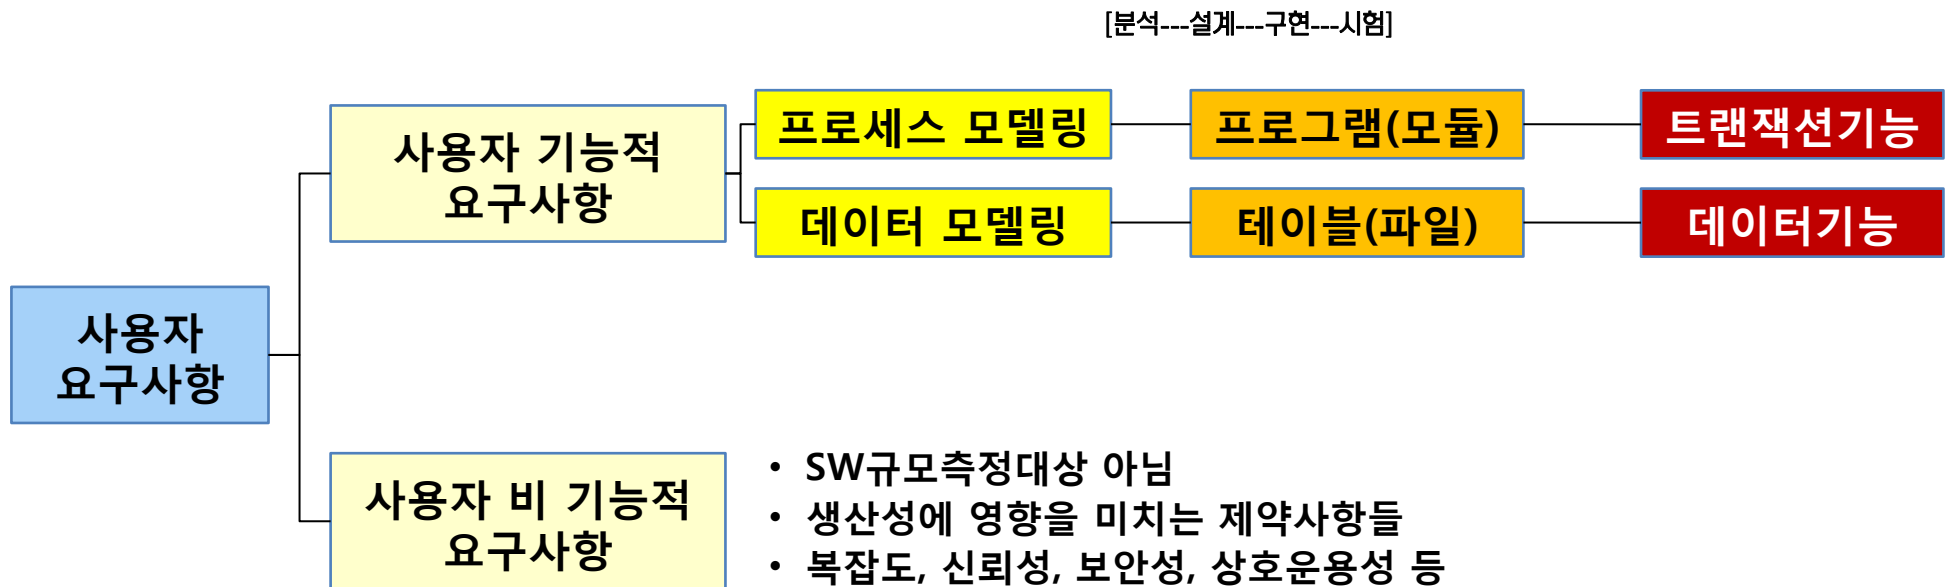 [분석---설계---구현---시험]
프로세스 모델링
프로그램(모듈)
트랜잭션기능
사용자 기능적
요구사항
데이터 모델링
테이블(파일)
데이터기능
사용자
요구사항
사용자 비 기능적
요구사항
• SW규모측정대상 아님
• 생산성에 영향을 미치는 제약사항들
• 복잡도, 신뢰성, 보안성, 상호운용성 등